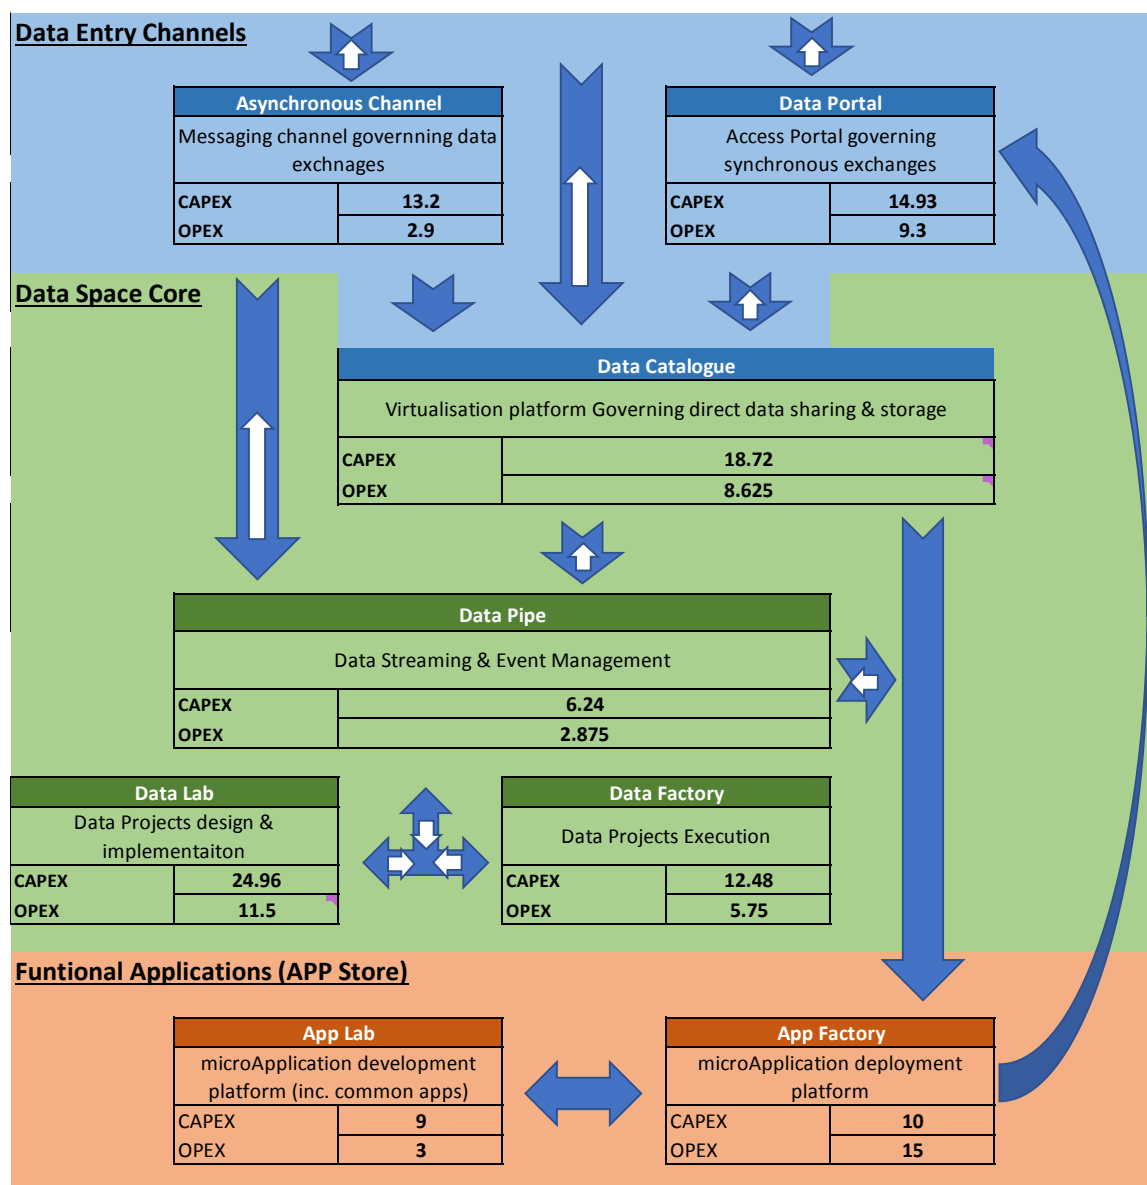 Data Entry Channels
Asynchronous Channel
Messaging channel governning data
exchnages
CAPEX 13.2
OPEX 2.9
Data Portal
Access Portal governing
synchronous exchanges
CAPEX 14.93
OPEX 9.3
Data Space Core
Data Catalogue
Virtualisation platform Governing direct data sharing & storage
CAPEX 18.72
OPEX 8.625
Data Pipe
Data Streaming & Event Management
CAPEX 6.24
OPEX 2.875
Data Lab
Data Projects design &
implementaiton
CAPEX 24.96
OPEX 11.5
Data Factory
Data Projects Execution
CAPEX 12.48
OPEX 5.75
Funtional Applications (APP Store)
App Lab
microApplication development
platform (inc. common apps)
CAPEX 9
OPEX 3
App Factory
microApplication deployment
platform
CAPEX 10
OPEX 15